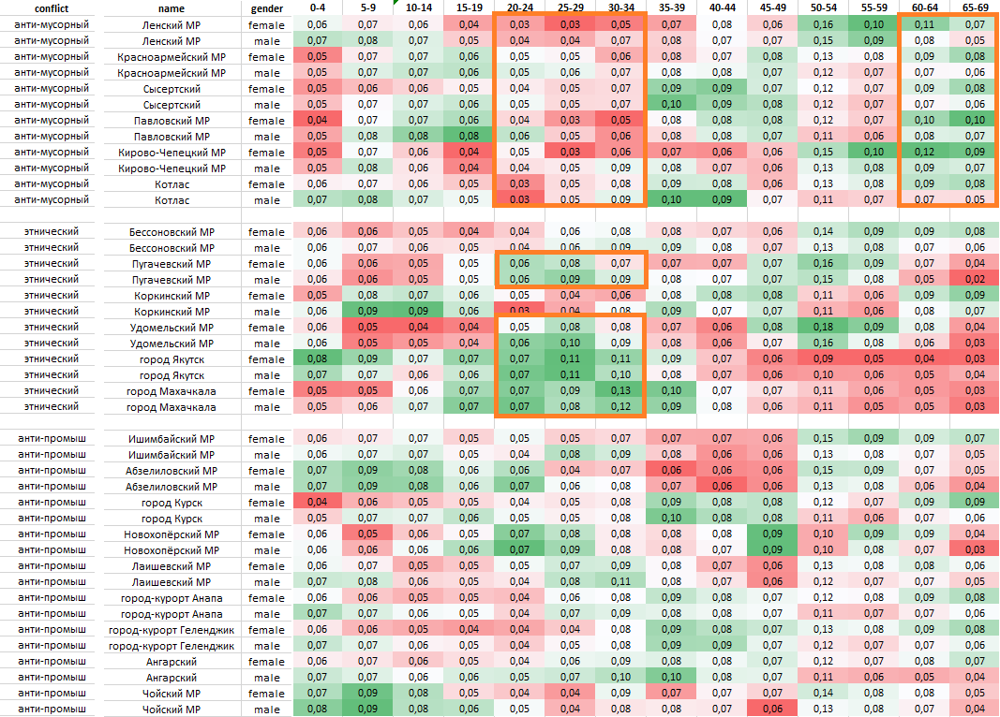 conflict name gender 0-4 5-9 10-14 15-19 20-24 25-29 30-34 35-39 40-44 45-49 50-54 55-59 60-64 65-69
анти-мусорный Ленский МР female 0,06 0,07 0,06 0,04 0,03 0,03 0,05 0,07 0,08 0,06 0,16 0,10 0,11 0,07
анти-мусорный Ленский МР male 0,07 0,08 0,07 0,05 0,04 0,04 0,07 0,08 0,07 0,07 0,15 0,09 0,08 0,05
анти-мусорный Красноармейский МР female 0,05 0,07 0,07 0,06 0,05 0,05 0,06 0,08 0,07 0,08 0,13 0,08 0,09 0,08
анти-мусорный Красноармейский МР male 0,05 0,07 0,07 0,06 0,05 0,06 0,07 0,08 0,08 0,07 0,12 0,07 0,07 0,06
анти-мусорный Сысертский female 0,05 0,06 0,06 0,05 0,04 0,05 0,07 0,09 0,09 0,07 0,12 0,07 0,09 0,08
анти-мусорный Сысертский male 0,05 0,07 0,07 0,06 0,05 0,05 0,07 0,10 0,09 0,08 0,12 0,07 0,07 0,06
анти-мусорный Павловский МР female 0,04 0,07 0,07 0,06 0,04 0,03 0,05 0,08 0,08 0,08 0,12 0,07 0,10 0,10
анти-мусорный Павловский МР male 0,05 0,08 0,08 0,08 0,06 0,05 0,06 0,08 0,08 0,07 0,11 0,06 0,08 0,07
анти-мусорный Кирово-Чепецкий МР female 0,05 0,07 0,06 0,04 0,05 0,03 0,06 0,07 0,06 0,06 0,15 0,10 0,12 0,09
анти-мусорный Кирово-Чепецкий МР male 0,05 0,08 0,06 0,04 0,04 0,05 0,09 0,08 0,07 0,06 0,13 0,08 0,09 0,07
анти-мусорный Котлас female 0,06 0,07 0,07 0,05 0,03 0,05 0,08 0,09 0,08 0,06 0,13 0,08 0,09 0,08
анти-мусорный Котлас male 0,07 0,08 0,07 0,05 0,03 0,05 0,09 0,10 0,09 0,07 0,11 0,07 0,07 0,05
этнический Бессоновский МР female 0,06 0,06 0,05 0,04 0,04 0,06 0,08 0,08 0,07 0,06 0,14 0,09 0,09 0,08
этнический Бессоновский МР male 0,06 0,07 0,06 0,05 0,04 0,06 0,09 0,09 0,08 0,07 0,13 0,08 0,07 0,06
этнический Пугачевский МР female 0,06 0,06 0,05 0,05 0,06 0,08 0,07 0,07 0,07 0,06 0,16 0,09 0,07 0,04
этнический Пугачевский МР male 0,06 0,06 0,05 0,05 0,06 0,09 0,09 0,08 0,07 0,07 0,15 0,08 0,05 0,02
этнический Коркинский МР female 0,05 0,08 0,07 0,06 0,05 0,04 0,06 0,08 0,08 0,08 0,11 0,06 0,09 0,09
этнический Коркинский МР male 0,06 0,09 0,09 0,06 0,03 0,04 0,08 0,09 0,07 0,07 0,11 0,06 0,08 0,07
этнический Удомельский МР female 0,06 0,05 0,04 0,04 0,05 0,08 0,08 0,07 0,06 0,08 0,18 0,09 0,08 0,04
этнический Удомельский МР male 0,06 0,05 0,05 0,04 0,06 0,10 0,09 0,08 0,06 0,07 0,16 0,08 0,06 0,03
этнический город Якутск female 0,08 0,09 0,07 0,07 0,07 0,11 0,11 0,09 0,07 0,06 0,09 0,05 0,04 0,03
этнический город Якутск male 0,07 0,07 0,06 0,06 0,07 0,11 0,10 0,08 0,07 0,06 0,10 0,06 0,05 0,04
этнический город Махачкала female 0,05 0,05 0,06 0,07 0,07 0,09 0,13 0,10 0,07 0,07 0,11 0,06 0,05 0,03
этнический город Махачкала male 0,05 0,06 0,07 0,07 0,07 0,08 0,12 0,09 0,08 0,06 0,11 0,05 0,05 0,03
анти-промыш Ишимбайский МР female 0,06 0,07 0,07 0,05 0,05 0,05 0,07 0,07 0,07 0,06 0,15 0,09 0,09 0,07
анти-промыш Ишимбайский МР male 0,06 0,07 0,07 0,05 0,04 0,08 0,09 0,08 0,06 0,06 0,13 0,08 0,07 0,05
анти-промыш Абзелиловский МР female 0,07 0,09 0,08 0,06 0,06 0,04 0,07 0,06 0,06 0,06 0,15 0,09 0,07 0,05
анти-промыш Абзелиловский МР male 0,07 0,09 0,08 0,06 0,07 0,06 0,08 0,07 0,06 0,06 0,13 0,08 0,06 0,04
анти-промыш город Курск female 0,04 0,06 0,05 0,05 0,04 0,05 0,08 0,09 0,08 0,08 0,12 0,07 0,09 0,09
анти-промыш город Курск male 0,05 0,07 0,07 0,06 0,05 0,05 0,08 0,10 0,08 0,08 0,11 0,06 0,07 0,06
анти-промыш Новохопёрский МР female 0,06 0,05 0,06 0,05 0,07 0,08 0,08 0,08 0,08 0,09 0,10 0,09 0,09 0,04
анти-промыш Новохопёрский МР male 0,06 0,06 0,06 0,06 0,07 0,09 0,08 0,08 0,07 0,09 0,10 0,08 0,07 0,03
анти-промыш Лаишевский МР female 0,06 0,07 0,05 0,05 0,05 0,07 0,09 0,08 0,07 0,06 0,13 0,08 0,08 0,06
анти-промыш Лаишевский МР male 0,07 0,08 0,06 0,05 0,04 0,08 0,11 0,08 0,07 0,06 0,12 0,08 0,07 0,05
анти-промыш город-курорт Анапа female 0,06 0,06 0,05 0,05 0,04 0,06 0,08 0,09 0,08 0,07 0,12 0,08 0,09 0,08
анти-промыш город-курорт Анапа male 0,07 0,07 0,06 0,05 0,04 0,07 0,09 0,09 0,08 0,07 0,11 0,07 0,07 0,06
анти-промыш город-курорт Геленджик female 0,06 0,06 0,05 0,04 0,04 0,05 0,08 0,09 0,08 0,07 0,13 0,08 0,09 0,08
анти-промыш город-курорт Геленджик male 0,07 0,07 0,06 0,05 0,04 0,05 0,08 0,09 0,09 0,07 0,12 0,07 0,08 0,06
анти-промыш Ангарский female 0,06 0,07 0,06 0,05 0,04 0,06 0,09 0,08 0,07 0,07 0,12 0,07 0,08 0,07
анти-промыш Ангарский male 0,07 0,07 0,06 0,06 0,05 0,07 0,10 0,10 0,08 0,07 0,11 0,06 0,05 0,04
анти-промыш Чойский МР female 0,07 0,09 0,08 0,05 0,04 0,04 0,09 0,07 0,07 0,07 0,14 0,08 0,08 0,05
анти-промыш Чойский МР male 0,08 0,09 0,08 0,06 0,05 0,04 0,08 0,08 0,07 0,06 0,13 0,08 0,07 0,04